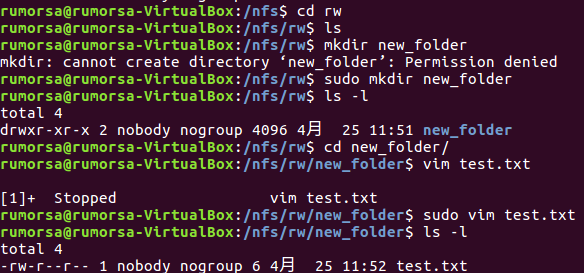 rumorsa@rumorsa-VirtualBox:/nfs$ cd rw
rumorsa@rumorsa-VirtualBox:/nfs/rw$ ls
rumorsa@rumorsa-VirtualBox:/nfs/rw$ mkdir new_folder
mkdir: cannot create directory ‘new_folder’: Permission denied
rumorsa@rumorsa-VirtualBox:/nfs/rw$ sudo mkdir new_folder
rumorsa@rumorsa-VirtualBox:/nfs/rw$ ls -l
total 4
drwxr-xr-x 2 nobody nogroup 4096 4月  25 11:51 new_folder
rumorsa@rumorsa-VirtualBox:/nfs/rw$ cd new_folder/
rumorsa@rumorsa-VirtualBox:/nfs/rw/new_folder$ vim test.txt
[1]+  Stopped                 vim test.txt
rumorsa@rumorsa-VirtualBox:/nfs/rw/new_folder$ sudo vim test.txt
rumorsa@rumorsa-VirtualBox:/nfs/rw/new_folder$ ls -l
total 4
-rw-r--r-- 1 nobody nogroup 6 4月  25 11:52 test.txt